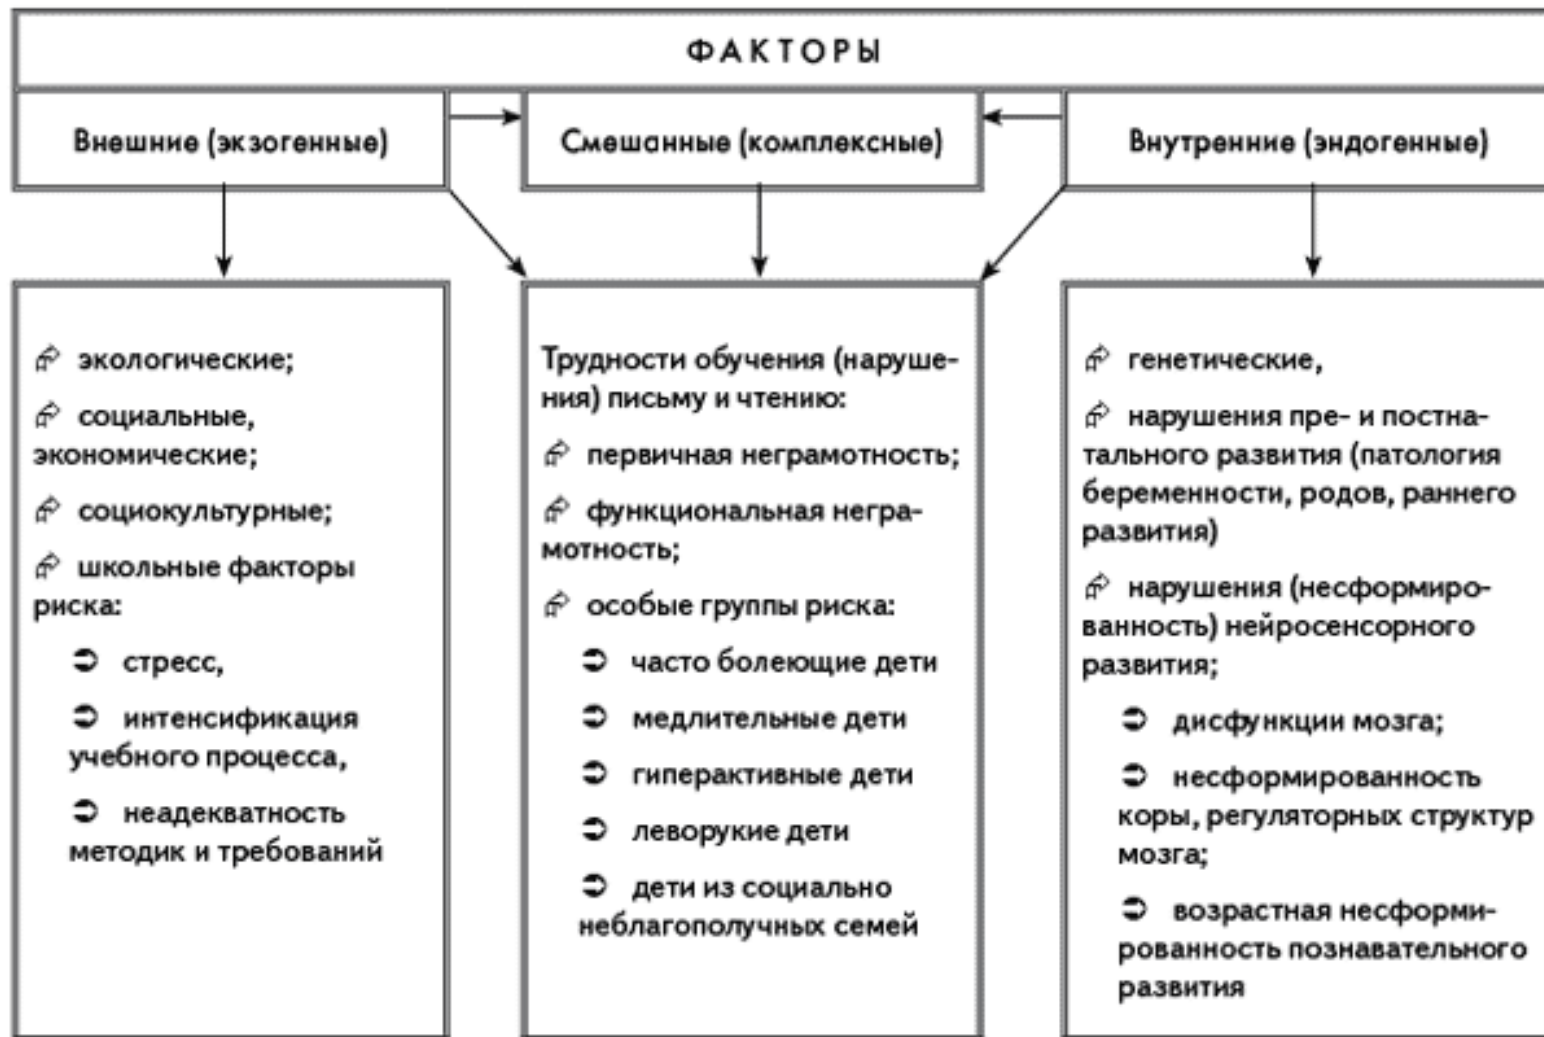 ФАКТОРЫ
Внешние (экзогенные)
Смешанные (комплексные)
Внутренние (эндогенные)
экологические;
социальные,
экономические;
социокультурные;
школьные факторы
риска:
стресс,
интенсификация
учебного процесса,
неадекватность
методик и требований
Трудности обучения (наруше-
ния) письму и чтению:
первичная неграмотность;
функциональная негра-
мотность;
особые группы риска:
часто болеющие дети
медлительные дети
гиперактивные дети
леворукие дети
дети из социально
неблагополучных семей
генетические,
нарушения пре- и постна-
тального развития (патология
беременности, родов, раннего
развития)
нарушения (несформиро-
ванность) нейросенсорного
развития;
дисфункции мозга;
несформированность
коры, регуляторных структур
мозга;
возрастная несформи-
рованность познавательного
развития